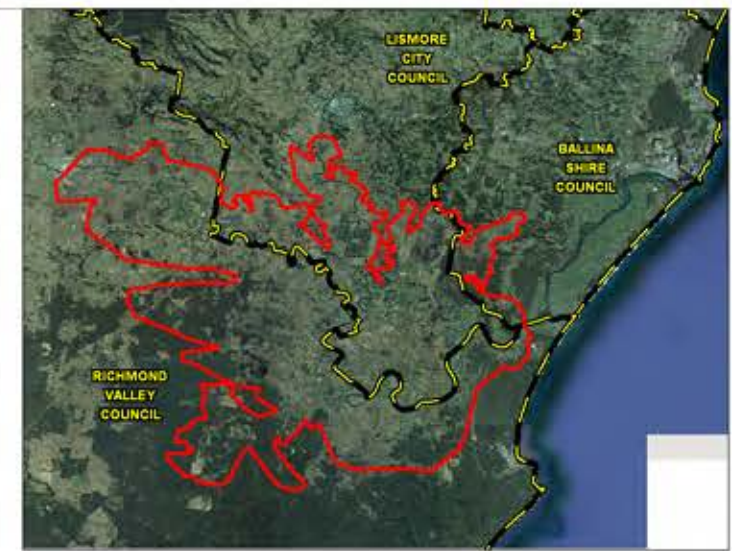 LISMORE
CITY
COUNCIL
BALLINA
SHIRE
COUNCIL
RICHMOND
VALLEY
COUNCIL